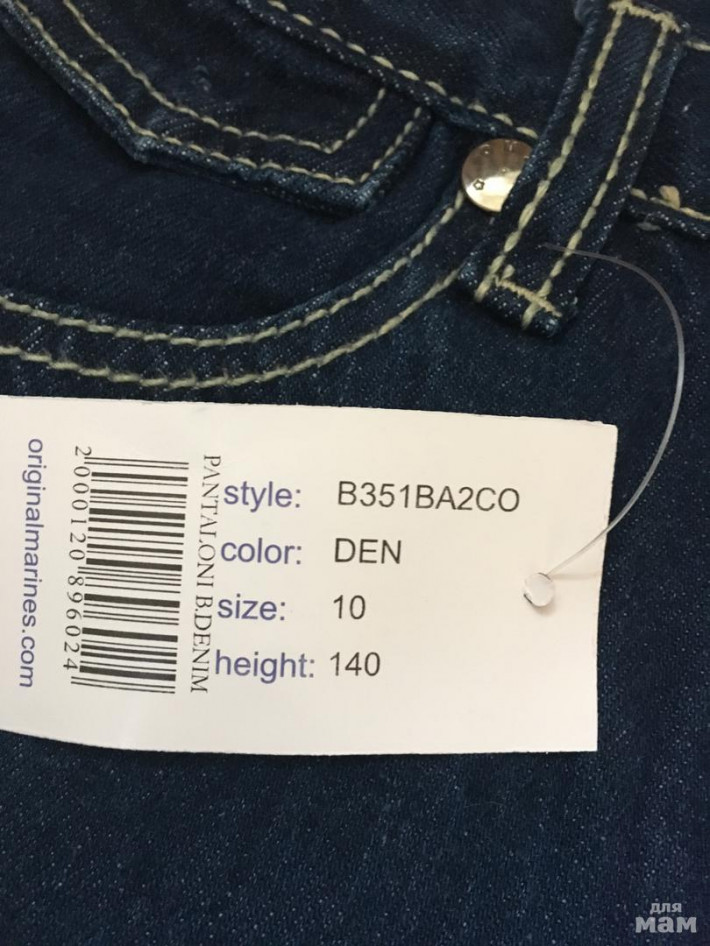 originalmarines.com
2000120896024
PANTALONI B.DENIM
style: B351BA2CO
color: DEN
size: 10
height: 140
для
мам